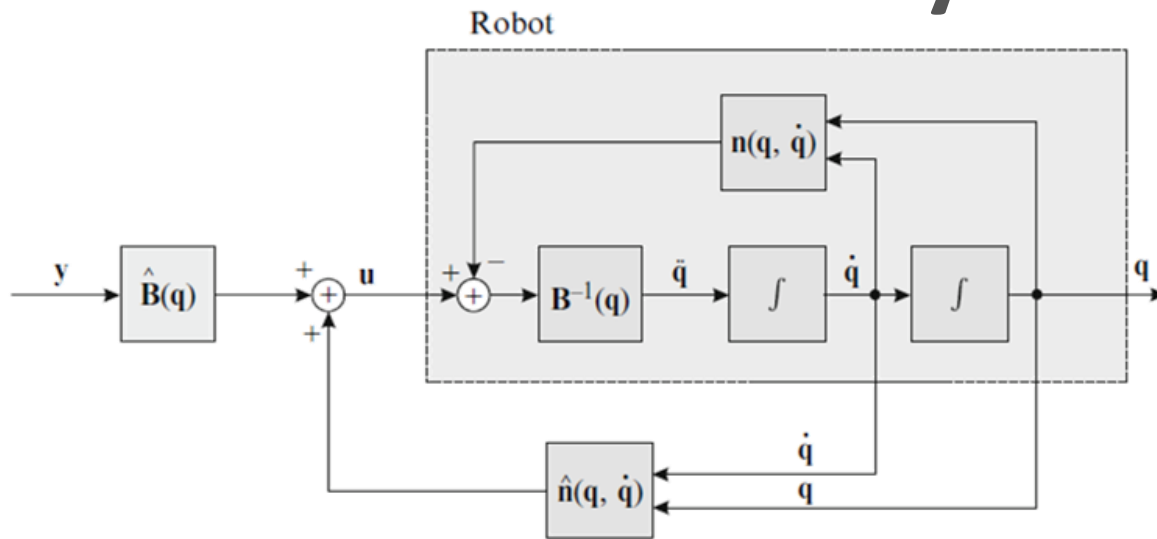 Robot
n(q, q̇)
y
B̂(q)
+
+
+
u
+
−
+
B⁻¹(q)
q̈
∫
q̇
∫
q
q̇
q
n̂(q, q̇)